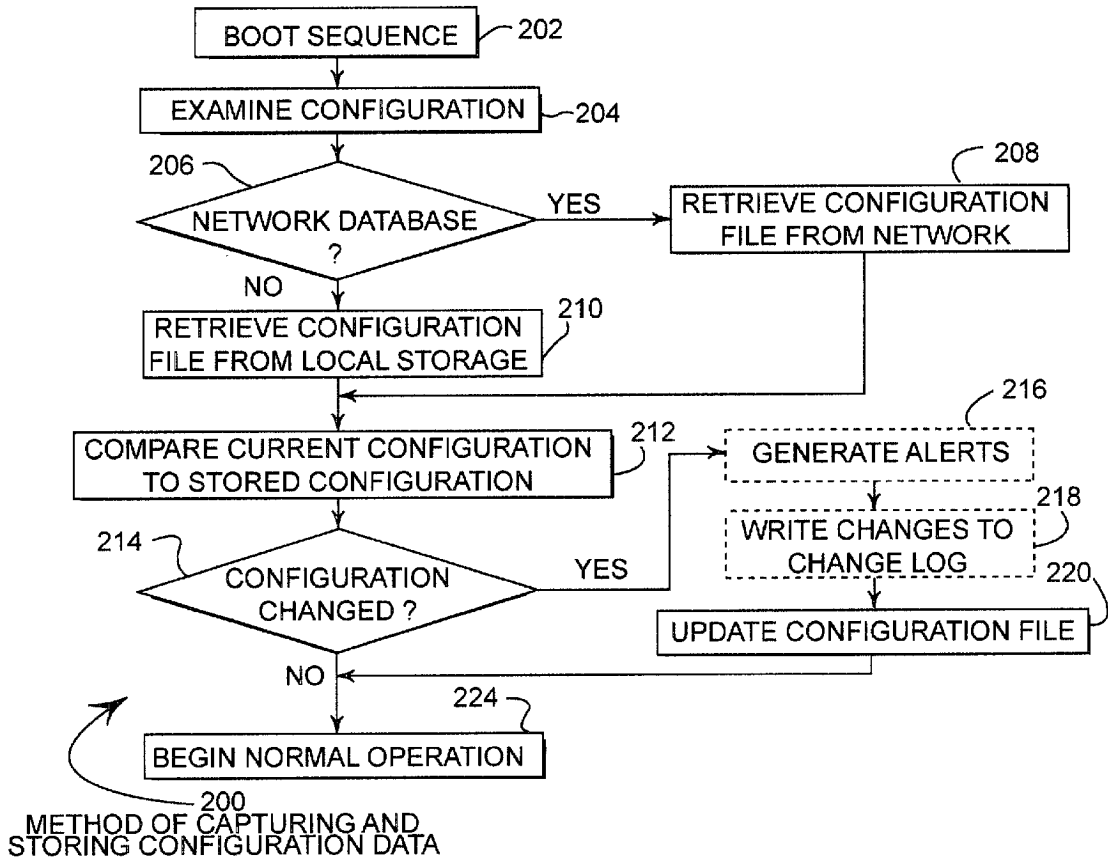 BOOT SEQUENCE
202
EXAMINE CONFIGURATION
204
206
NETWORK DATABASE
?
YES
NO
208
RETRIEVE CONFIGURATION
FILE FROM NETWORK
210
RETRIEVE CONFIGURATION
FILE FROM LOCAL STORAGE
COMPARE CURRENT CONFIGURATION
TO STORED CONFIGURATION
212
214
CONFIGURATION
CHANGED ?
YES
NO
216
GENERATE ALERTS
218
WRITE CHANGES TO
CHANGE LOG
220
UPDATE CONFIGURATION FILE
224
BEGIN NORMAL OPERATION
200
METHOD OF CAPTURING AND
STORING CONFIGURATION DATA